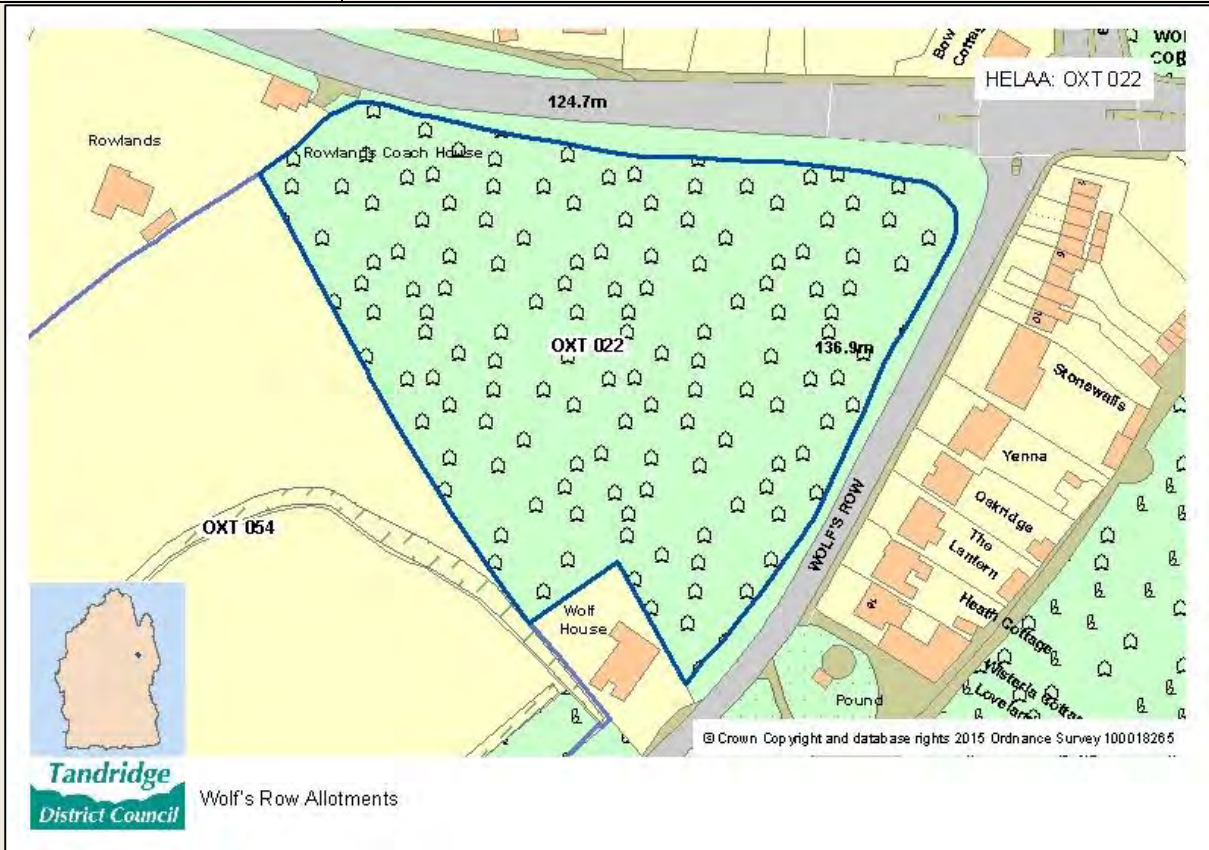 Bow
Cottag
HELAA: OXT 022
124.7m
Rowlands
Rowlands Coach House
OXT 022
136.9m
Stonewalls
Yenna
Oakridge
The
Lantern
Heath Cottage
WOLF'S ROW
OXT 054
Wolf
House
Pound
© Crown Copyright and database rights 2015 Ordnance Survey 100018265
Tandridge
District Council
Wolf's Row Allotments